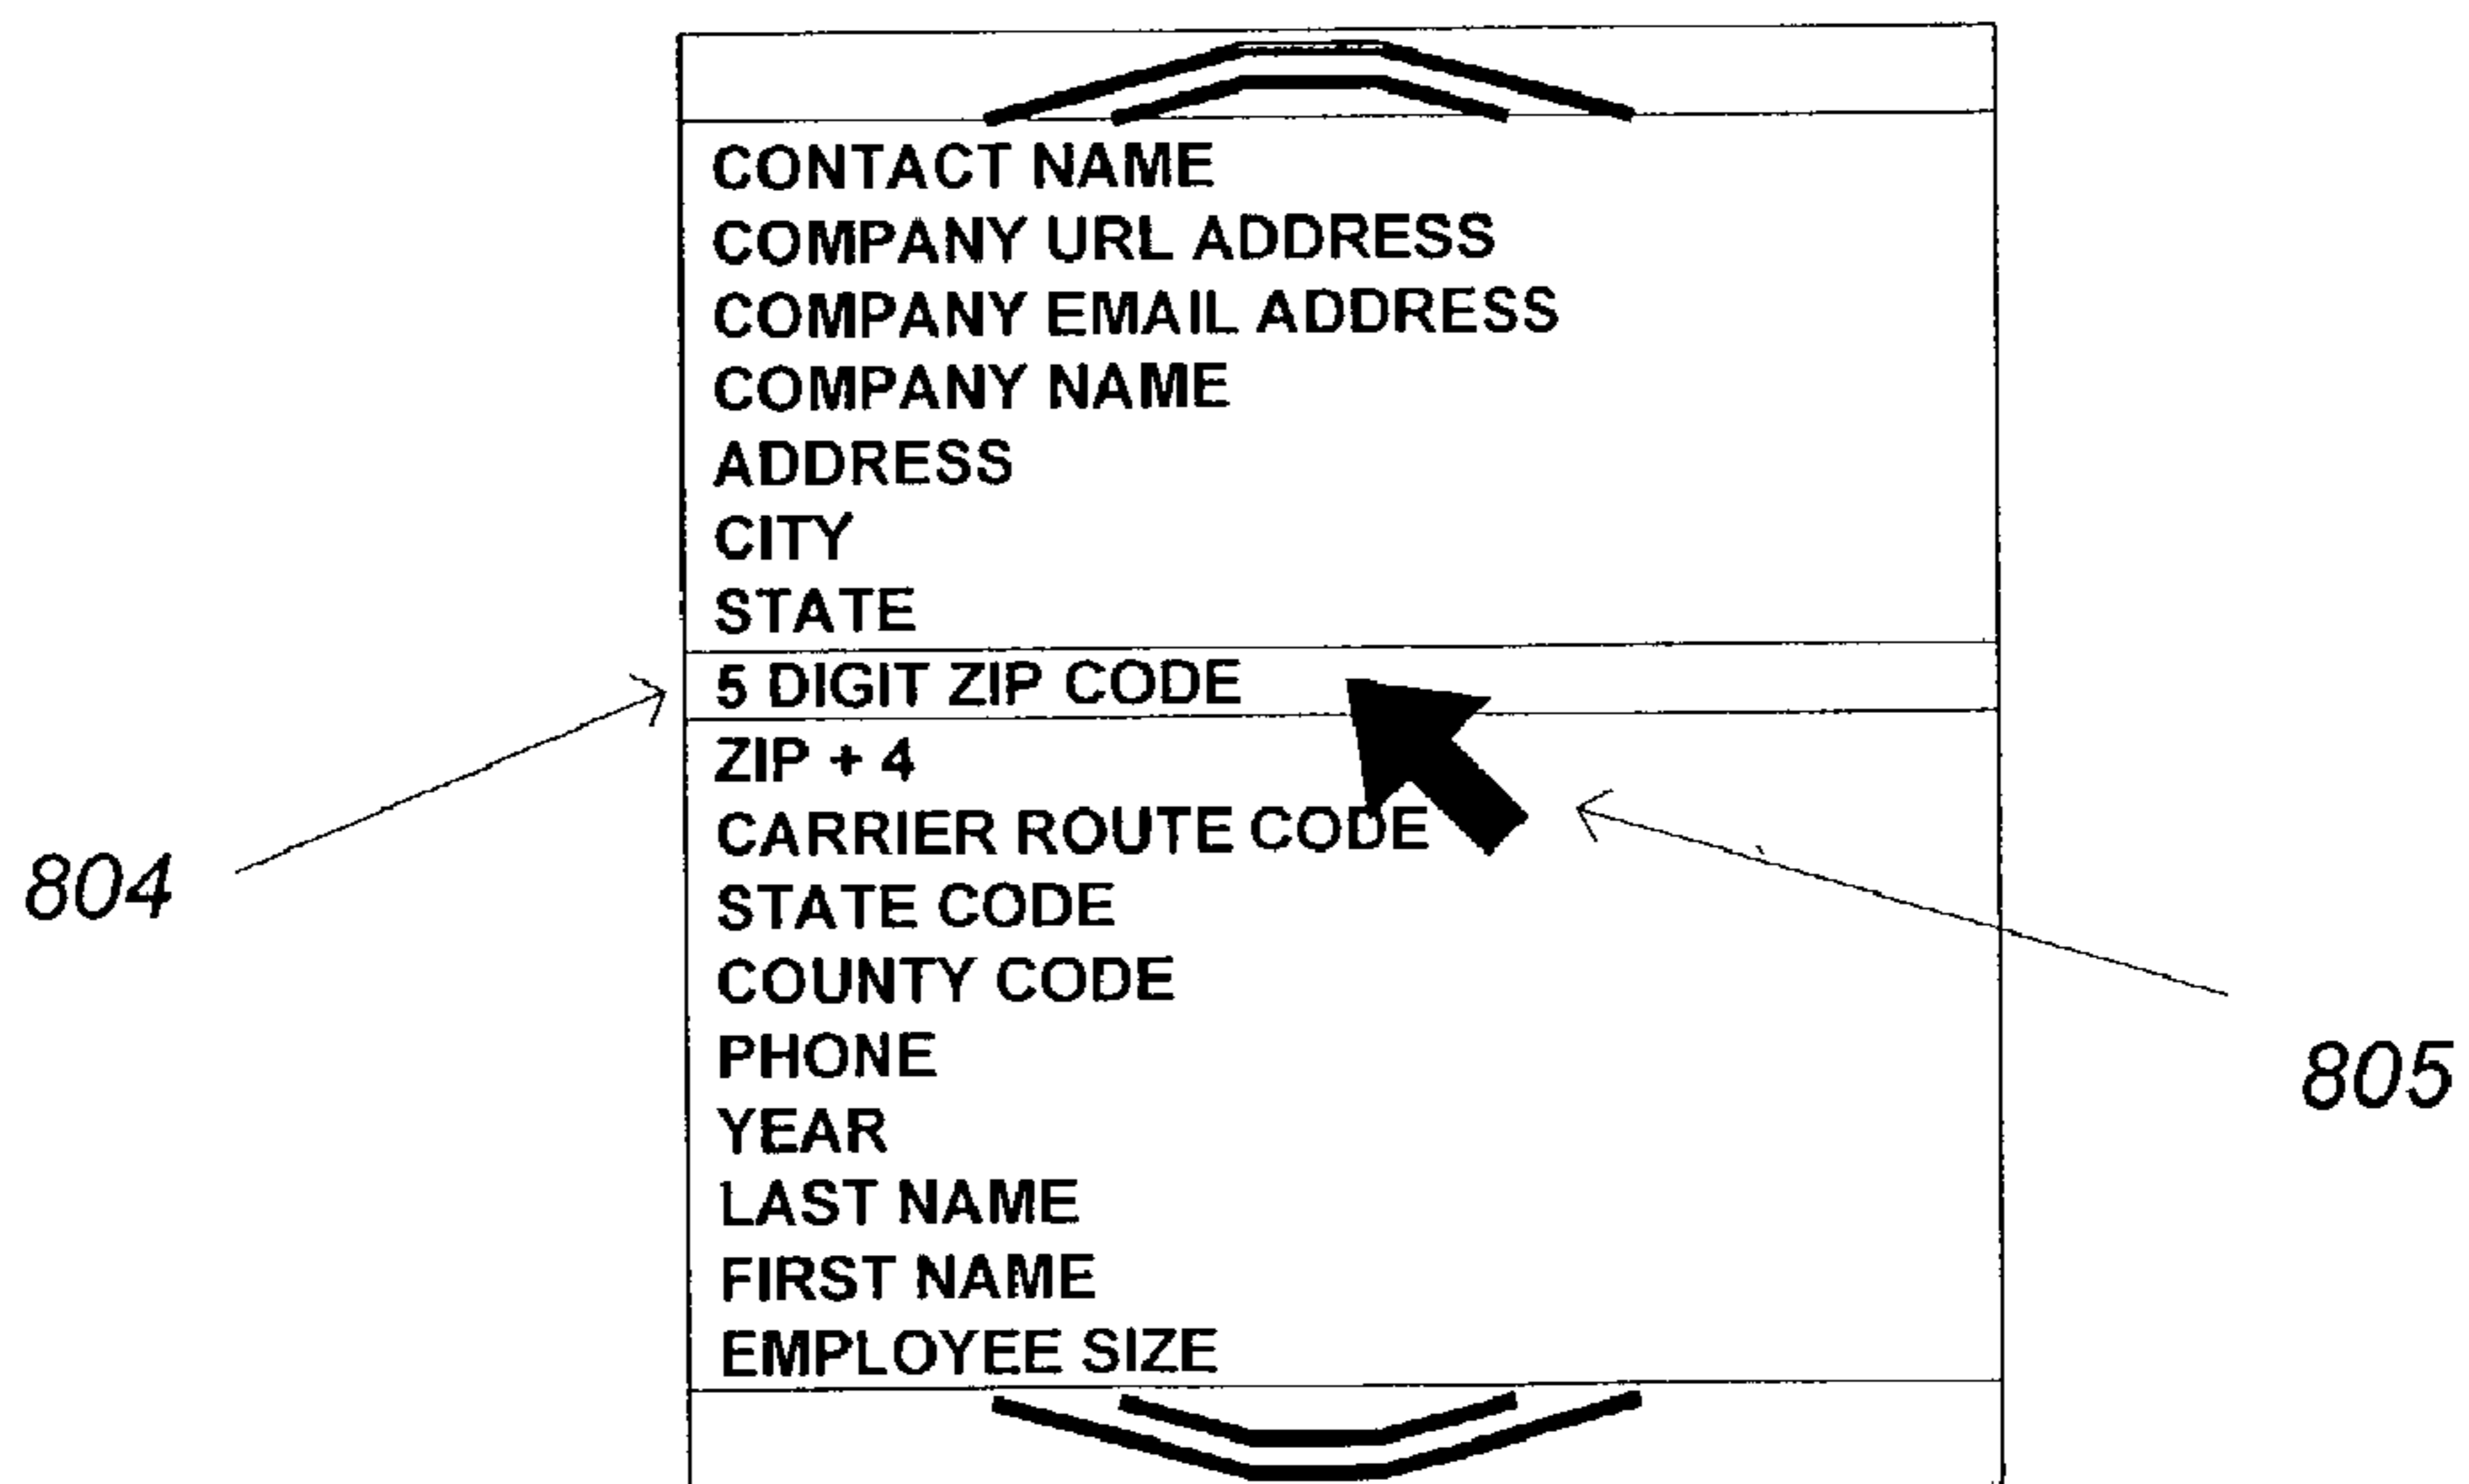 CONTACT NAME
COMPANY URL ADDRESS
COMPANY EMAIL ADDRESS
COMPANY NAME
ADDRESS
CITY
STATE
5 DIGIT ZIP CODE
ZIP + 4
CARRIER ROUTE CODE
804
STATE CODE
COUNTY CODE
PHONE
805
YEAR
LAST NAME
FIRST NAME
EMPLOYEE SIZE